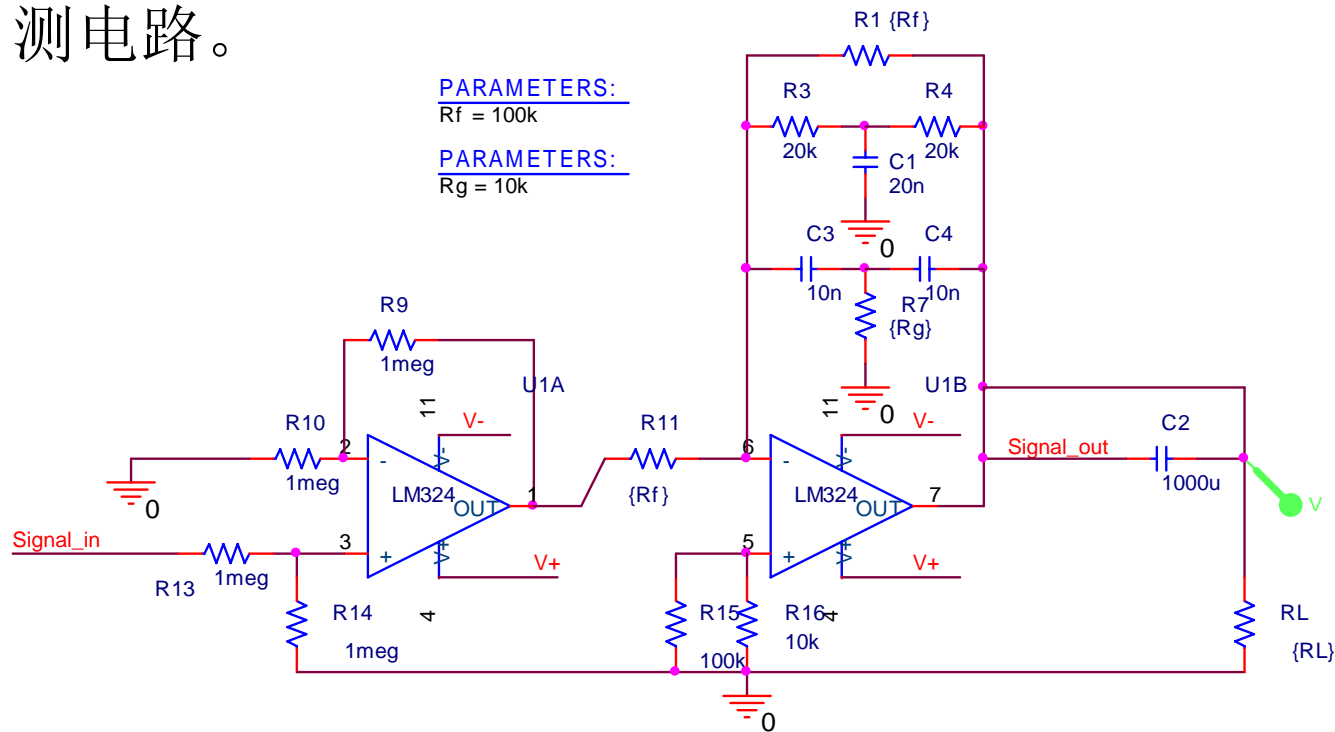 测电路。
R1 {Rf}
PARAMETERS:
Rf = 100k
PARAMETERS:
Rg = 10k
R3
20k
R4
20k
C1
20n
0
C3
10n
C4
10n
R7
{Rg}
0
R9
1meg
U1A
11
V-
R10
1meg
0
2
-
V-
LM324
OUT
1
R11
{Rf}
U1B
11
V-
6
-
V-
LM324
OUT
7
Signal_out
C2
1000u
V
Signal_in
R13
1meg
3
+
V+
V+
4
R14
1meg
5
+
V+
V+
4
R15
100k
R16
10k
RL
{RL}
0